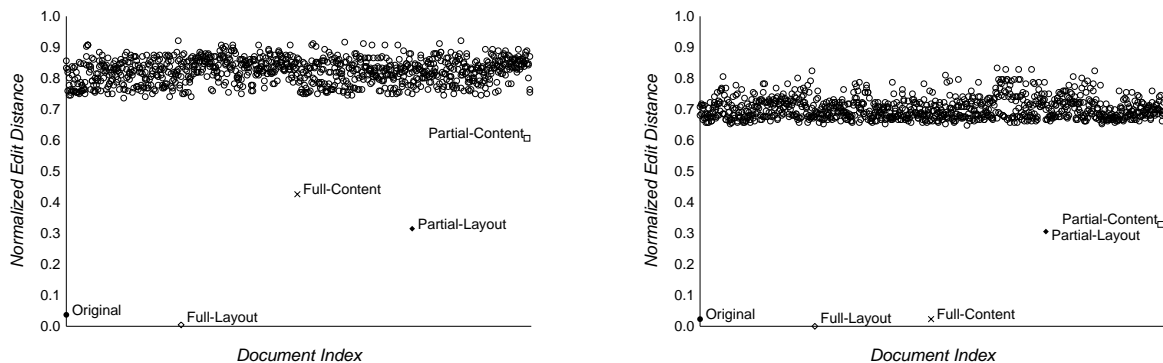 Normalized Edit Distance
1.0
0.9
0.8
0.7
0.6
0.5
0.4
0.3
0.2
0.1
0.0
Partial-Content
Full-Content
Partial-Layout
Original
Full-Layout
Document Index
Normalized Edit Distance
1.0
0.9
0.8
0.7
0.6
0.5
0.4
0.3
0.2
0.1
0.0
Partial-Content
Partial-Layout
Original
Full-Layout
Full-Content
Document Index